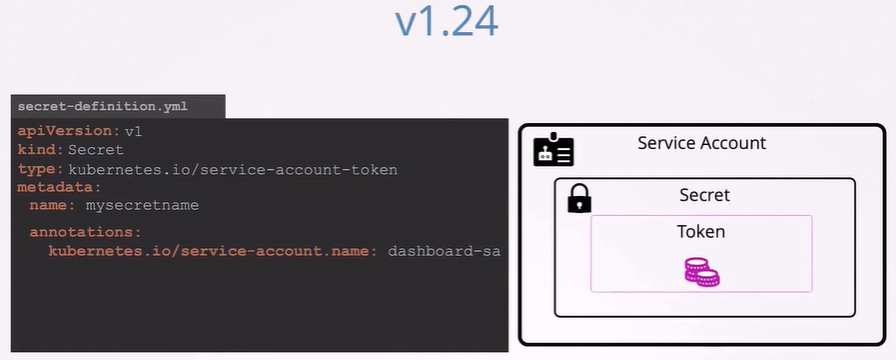 v1.24
secret-definition.yml
apiVersion: v1
kind: Secret
type: kubernetes.io/service-account-token
metadata:
name: mysecretname
annotations:
kubernetes.io/service-account.name: dashboard-sa
Service Account
Secret
Token